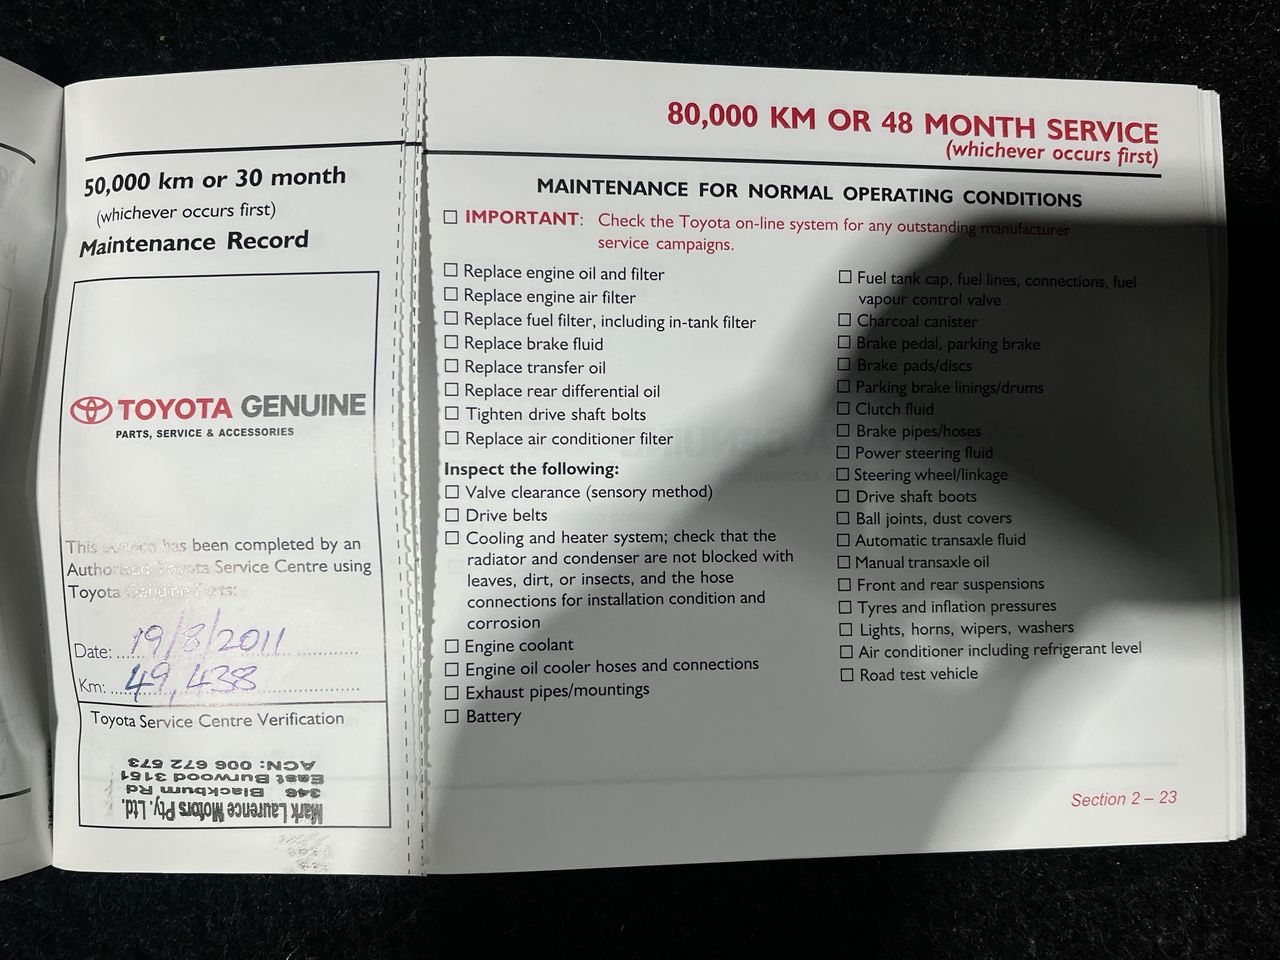 50,000 km or 30 month
(whichever occurs first)
Maintenance Record
TOYOTA GENUINE
PARTS, SERVICE & ACCESSORIES
This service has been completed by an
Authorised Toyota Service Centre using
Toyota Genuine Parts:
Date: 19/8/2011
Km: 49,438
Toyota Service Centre Verification
Mark Laurence Motors Pty. Ltd.
346 Blackburn Rd
East Burwood 3151
ACN: 006 672 573
80,000 KM OR 48 MONTH SERVICE
(whichever occurs first)
MAINTENANCE FOR NORMAL OPERATING CONDITIONS
IMPORTANT: Check the Toyota on-line system for any outstanding manufacturer
service campaigns.
Replace engine oil and filter
Replace engine air filter
Replace fuel filter, including in-tank filter
Replace brake fluid
Replace transfer oil
Replace rear differential oil
Tighten drive shaft bolts
Replace air conditioner filter
Inspect the following:
Valve clearance (sensory method)
Drive belts
Cooling and heater system; check that the
radiator and condenser are not blocked with
leaves, dirt, or insects, and the hose
connections for installation condition and
corrosion
Engine coolant
Engine oil cooler hoses and connections
Exhaust pipes/mountings
Battery
Fuel tank cap, fuel lines, connections, fuel
vapour control valve
Charcoal canister
Brake pedal, parking brake
Brake pads/discs
Parking brake linings/drums
Clutch fluid
Brake pipes/hoses
Power steering fluid
Steering wheel/linkage
Drive shaft boots
Ball joints, dust covers
Automatic transaxle fluid
Manual transaxle oil
Front and rear suspensions
Tyres and inflation pressures
Lights, horns, wipers, washers
Air conditioner including refrigerant level
Road test vehicle
Section 2 – 23